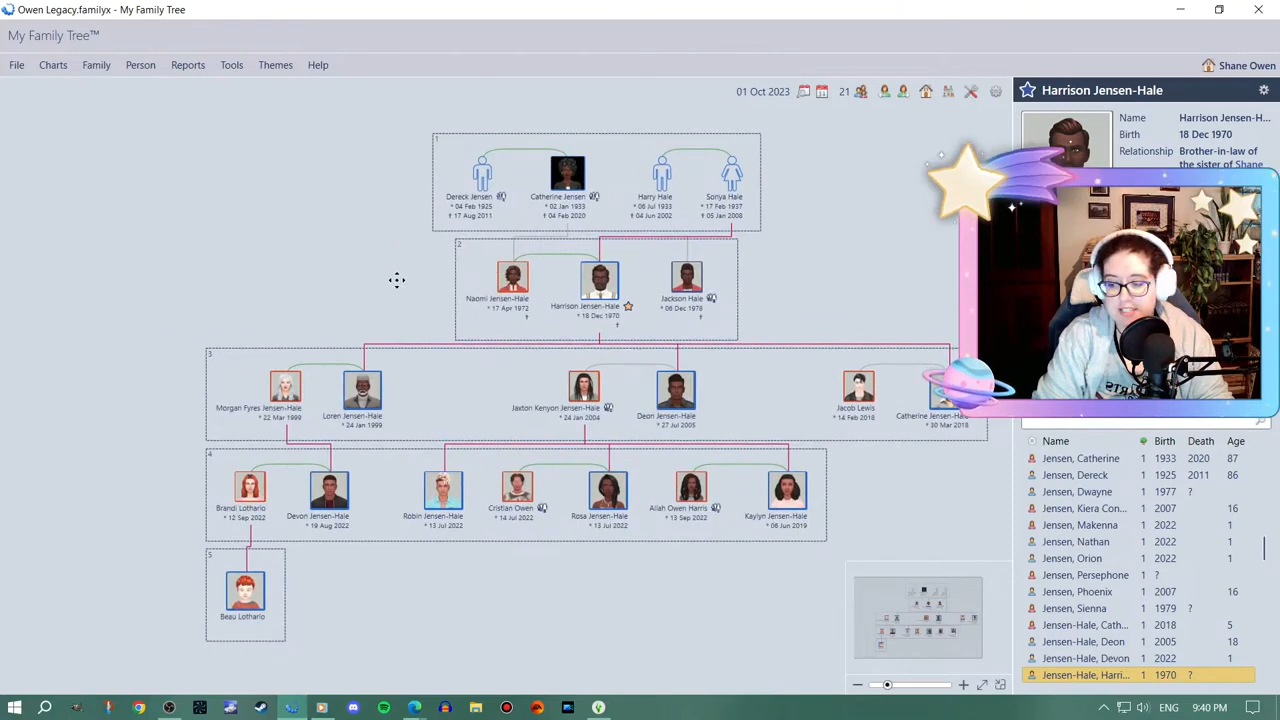 Owen Legacy.familyx - My Family Tree
My Family Tree™
File Charts Family Person Reports Tools Themes Help
Shane Owen
01 Oct 2023
21
1
Dereck Jensen
* 04 Feb 1925
† 17 Aug 2011
Catherine Jensen
* 02 Jan 1933
† 04 Feb 2020
Harry Hale
* 06 Jul 1933
† 04 Jun 2002
Sonya Hale
* 17 Feb 1937
† 05 Jan 2008
2
Naomi Jensen-Hale
* 17 Apr 1972
†
Harrison Jensen-Hale
* 18 Dec 1970
†
Jackson Hale
* 06 Dec 1978
†
3
Morgan Fyres Jensen-Hale
* 22 Mar 1999
Loren Jensen-Hale
* 24 Jan 1999
Jaxton Kenyon Jensen-Hale
* 24 Jan 2004
Deon Jensen-Hale
* 27 Jul 2005
Jacob Lewis
* 14 Feb 2018
Catherine Jensen-Hale
* 30 Mar 2018
4
Brandi Lothario
* 12 Sep 2022
Devon Jensen-Hale
* 19 Aug 2022
Robin Jensen-Hale
* 13 Jul 2022
Cristian Owen
* 14 Jul 2022
Rosa Jensen-Hale
* 13 Jul 2022
Aliah Owen Harris
* 13 Sep 2022
Kaylyn Jensen-Hale
* 06 Jun 2019
5
Beau Lothario
Harrison Jensen-Hale
Name Harrison Jensen-H...
Birth 18 Dec 1970
Relationship Brother-in-law of
the sister of Shane
Name Birth Death Age
Jensen, Catherine 1 1933 2020 87
Jensen, Dereck 1 1925 2011 86
Jensen, Dwayne 1 1977 ?
Jensen, Kiera Con... 1 2007 16
Jensen, Makenna 1 2022 1
Jensen, Nathan 1 2022 1
Jensen, Orion 1 2022 1
Jensen, Persephone 1 ?
Jensen, Phoenix 1 2007 16
Jensen, Sienna 1 1979 ?
Jensen-Hale, Cath... 1 2018 5
Jensen-Hale, Deon 1 2005 18
Jensen-Hale, Devon 1 2022 1
Jensen-Hale, Harri... 1 1970 ?
ENG 9:40 PM